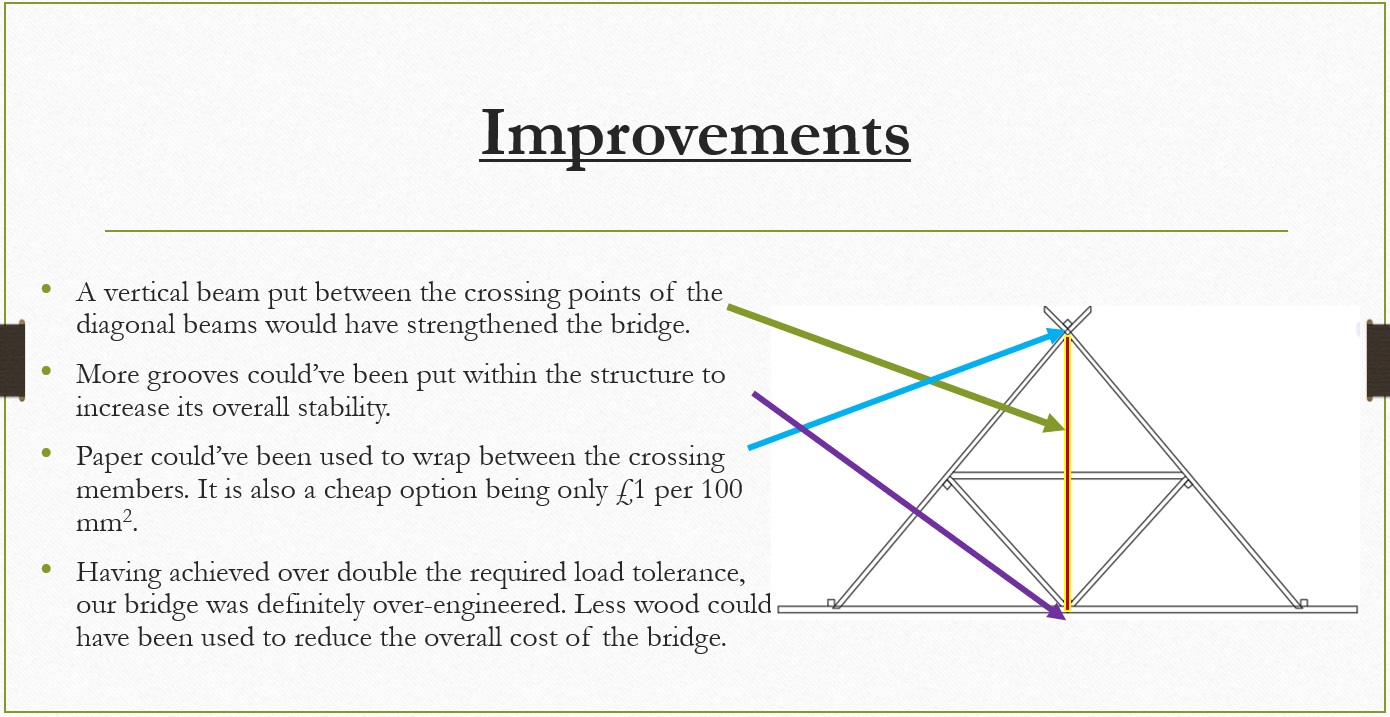 Improvements
• A vertical beam put between the crossing points of the
diagonal beams would have strengthened the bridge.
• More grooves could’ve been put within the structure to
increase its overall stability.
• Paper could’ve been used to wrap between the crossing
members. It is also a cheap option being only £1 per 100
mm².
• Having achieved over double the required load tolerance,
our bridge was definitely over-engineered. Less wood could
have been used to reduce the overall cost of the bridge.